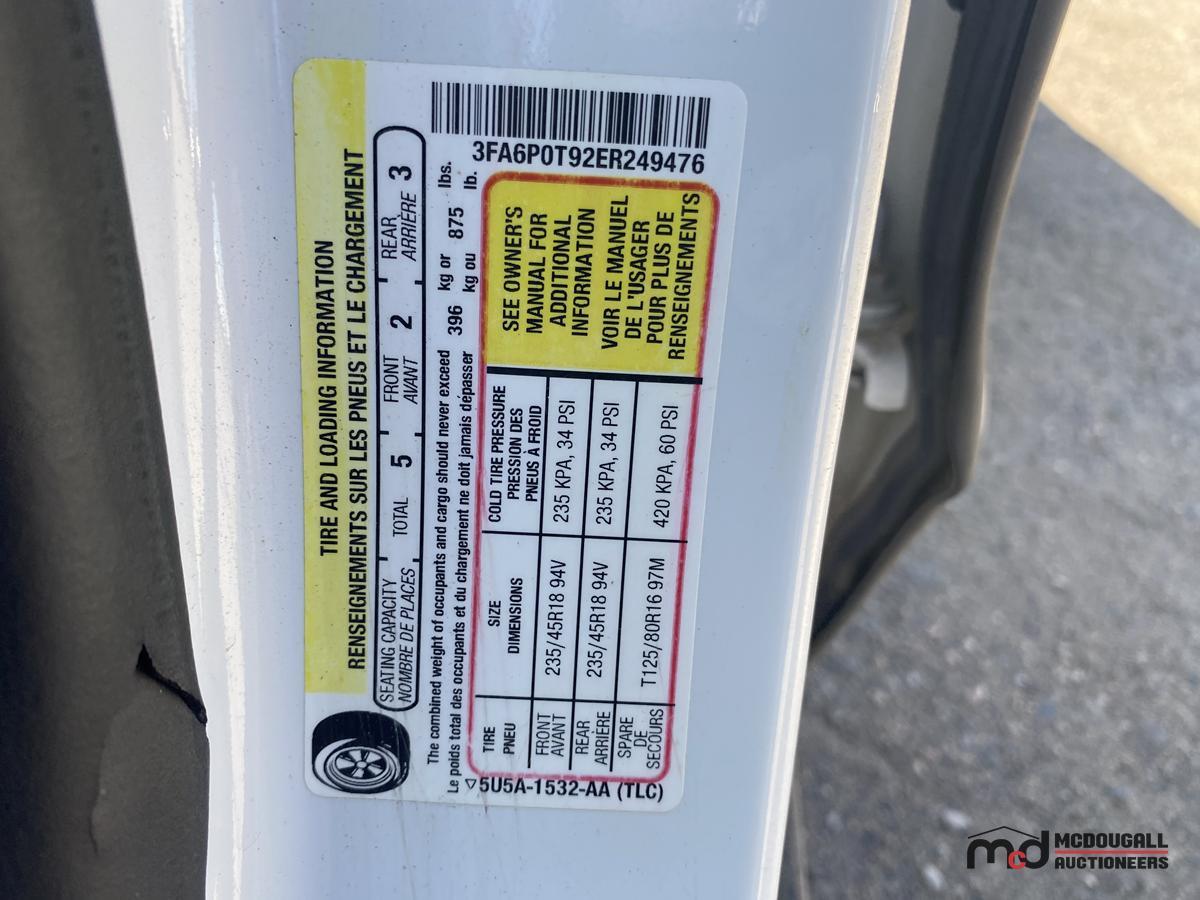 TIRE AND LOADING INFORMATION
RENSEIGNEMENTS SUR LES PNEUS ET LE CHARGEMENT
SEATING CAPACITY
NOMBRE DE PLACES
TOTAL 5
FRONT
AVANT
2
REAR
ARRIÈRE
3
The combined weight of occupants and cargo should never exceed 396 kg or 875 lbs.
Le poids total des occupants et du chargement ne doit jamais dépasser kg ou lb.
3FA6P0T92ER249476
TIRE
PNEU
SIZE
DIMENSIONS
COLD TIRE PRESSURE
PRESSION DES
PNEUS À FROID
FRONT
AVANT
235/45R18 94V
235 KPA, 34 PSI
REAR
ARRIÈRE
235/45R18 94V
235 KPA, 34 PSI
SPARE
DE
SECOURS
T125/80R16 97M
420 KPA, 60 PSI
SEE OWNER'S
MANUAL FOR
ADDITIONAL
INFORMATION
VOIR LE MANUEL
DE L'USAGER
POUR PLUS DE
RENSEIGNEMENTS
5U5A-1532-AA (TLC)
mcd
MCDOUGALL
AUCTIONEERS